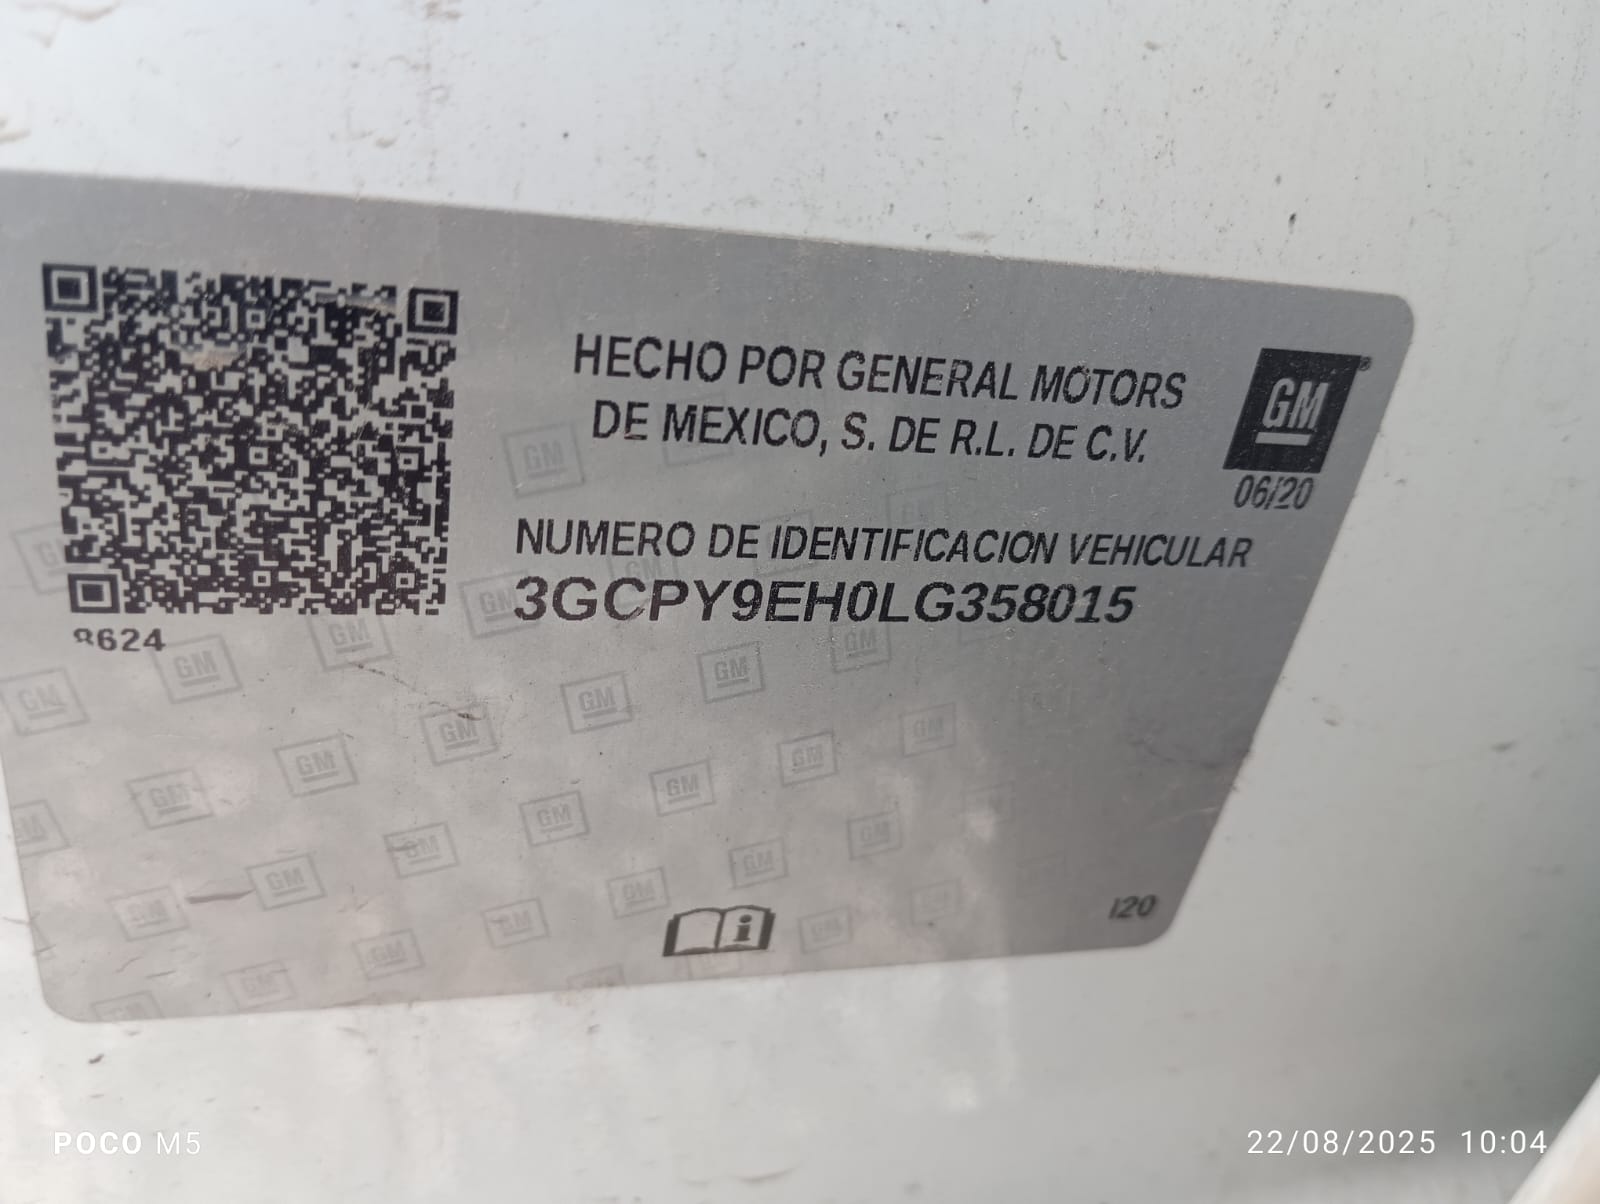 HECHO POR GENERAL MOTORS
DE MEXICO, S. DE R.L. DE C.V.
GM
06/20
NUMERO DE IDENTIFICACION VEHICULAR
3GCPY9EH0LG358015
8624
i
120
POCO M5
22/08/2025 10:04